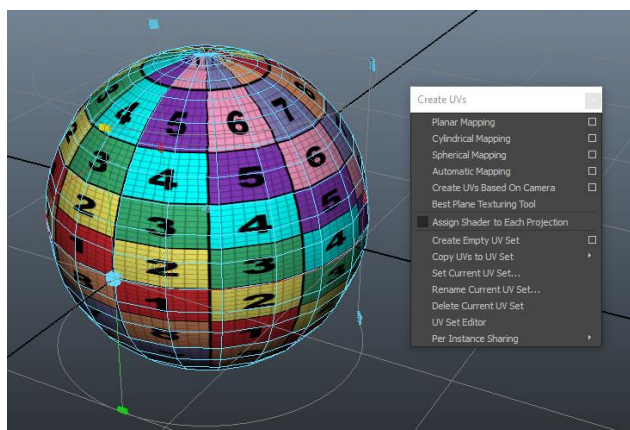 Create UVs
Planar Mapping
Cylindrical Mapping
Spherical Mapping
Automatic Mapping
Create UVs Based On Camera
Best Plane Texturing Tool
Assign Shader to Each Projection
Create Empty UV Set
Copy UVs to UV Set
Set Current UV Set...
Rename Current UV Set...
Delete Current UV Set
UV Set Editor
Per Instance Sharing
4 5 6 7
3 4 5 6
2 3 4
1 2 3
1 2